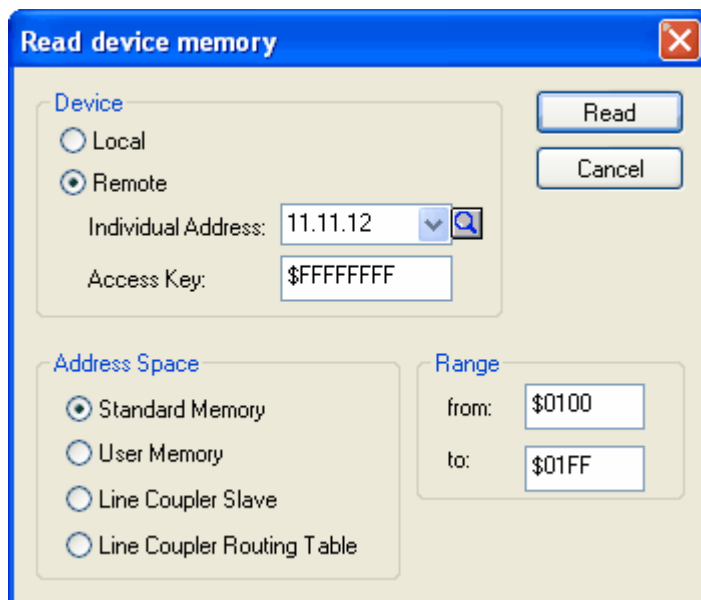 Read device memory
Device
Local
Remote
Individual Address: 11.11.12
Access Key: $FFFFFFFF
Read
Cancel
Address Space
Standard Memory
User Memory
Line Coupler Slave
Line Coupler Routing Table
Range
from: $0100
to: $01FF